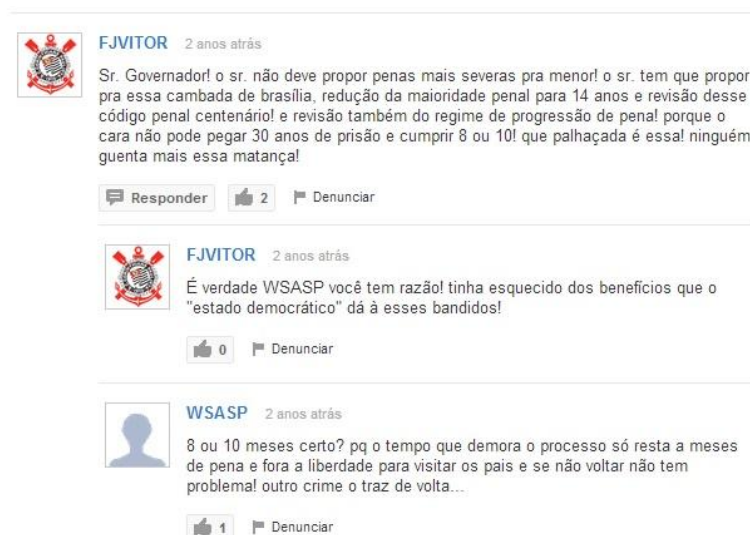 FJVITOR 2 anos atrás
Sr. Governador! o sr. não deve propor penas mais severas pra menor! o sr. tem que propor
pra essa cambada de brasília, redução da maioridade penal para 14 anos e revisão desse
código penal centenário! e revisão também do regime de progressão de pena! porque o
cara não pode pegar 30 anos de prisão e cumprir 8 ou 10! que palhaçada é essa! ninguém
guenta mais essa matança!
Responder 2 Denunciar
FJVITOR 2 anos atrás
É verdade WSASP você tem razão! tinha esquecido dos benefícios que o
"estado democrático" dá à esses bandidos!
0 Denunciar
WSASP 2 anos atrás
8 ou 10 meses certo? pq o tempo que demora o processo só resta a meses
de pena e fora a liberdade para visitar os pais e se não voltar não tem
problema! outro crime o traz de volta...
1 Denunciar